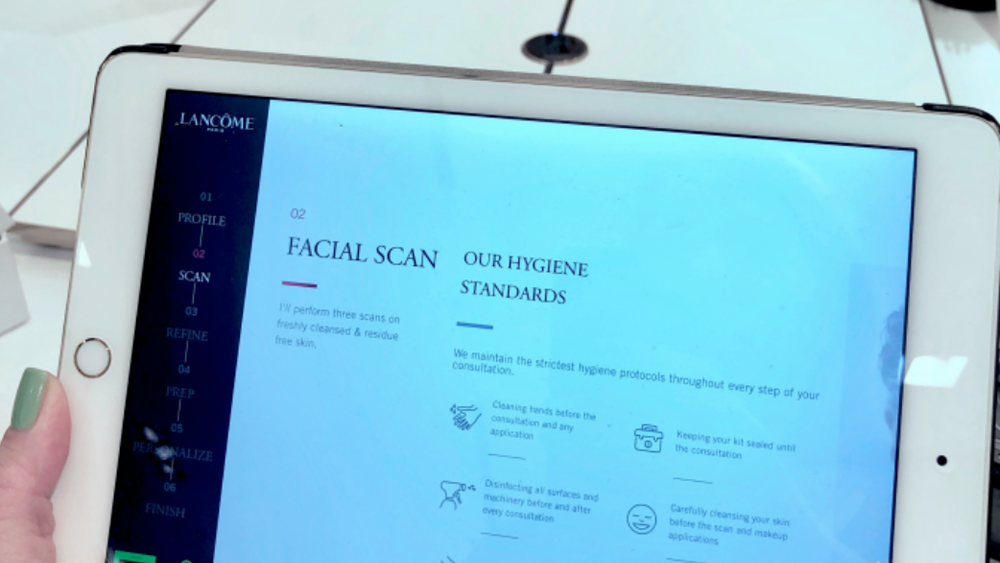 LANCÔME
PARIS
01
PROFILE
02
SCAN
03
REFINE
04
PREP
05
PERSONALIZE
06
FINISH
02
FACIAL SCAN
I'll perform three scans on
freshly cleansed & residue
free skin.
OUR HYGIENE
STANDARDS
We maintain the strictest hygiene protocols throughout every step of your
consultation.
Cleaning hands before the
consultation and any
application
Keeping your kit sealed until
the consultation
Disinfecting all surfaces and
machinery before and after
every consultation
Carefully cleansing your skin
before the scan and makeup
applications